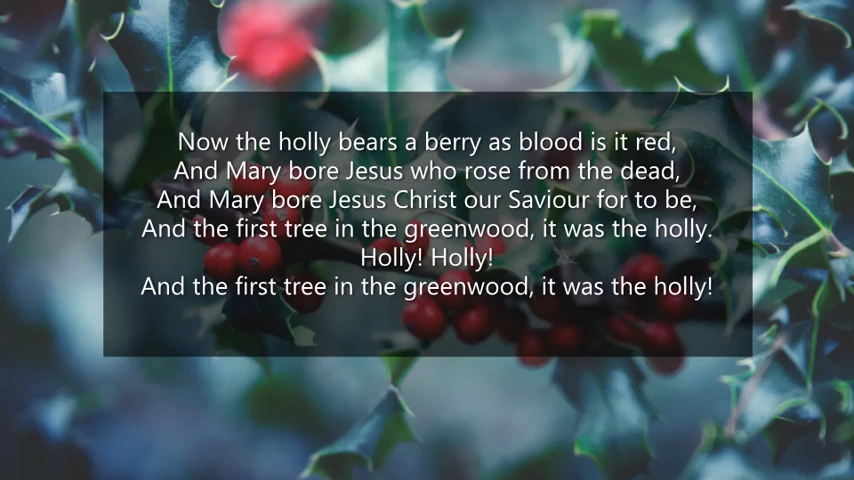 Now the holly bears a berry as blood is it red,
And Mary bore Jesus who rose from the dead,
And Mary bore Jesus Christ our Saviour for to be,
And the first tree in the greenwood, it was the holly.
Holly! Holly!
And the first tree in the greenwood, it was the holly!